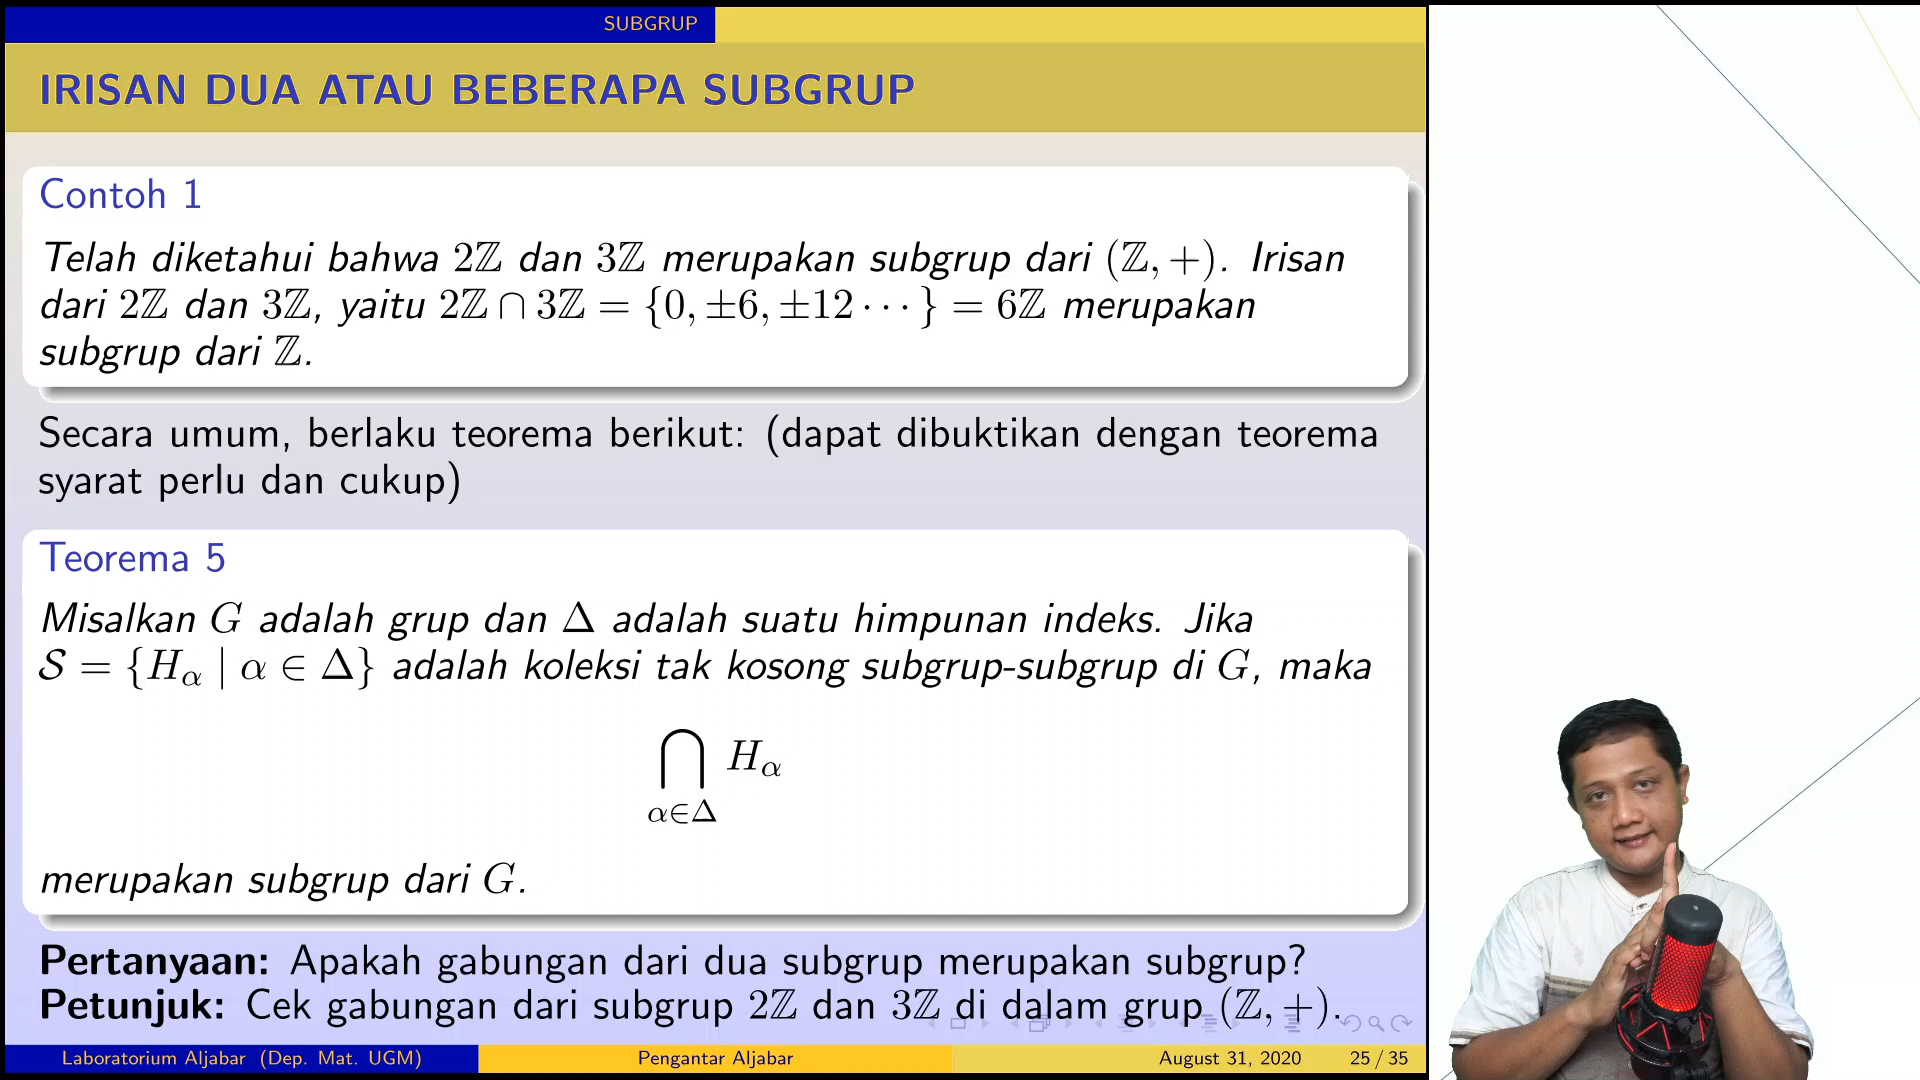 SUBGRUP
IRISAN DUA ATAU BEBERAPA SUBGRUP
Contoh 1
Telah diketahui bahwa 2ℤ dan 3ℤ merupakan subgrup dari (ℤ, +). Irisan
dari 2ℤ dan 3ℤ, yaitu 2ℤ ∩ 3ℤ = {0, ±6, ±12 ⋯ } = 6ℤ merupakan
subgrup dari ℤ.
Secara umum, berlaku teorema berikut: (dapat dibuktikan dengan teorema
syarat perlu dan cukup)
Teorema 5
Misalkan G adalah grup dan Δ adalah suatu himpunan indeks. Jika
𝒮 = {Hα | α ∈ Δ} adalah koleksi tak kosong subgrup-subgrup di G, maka
⋂ Hα
α∈Δ
merupakan subgrup dari G.
Pertanyaan: Apakah gabungan dari dua subgrup merupakan subgrup?
Petunjuk: Cek gabungan dari subgrup 2ℤ dan 3ℤ di dalam grup (ℤ, +).
Laboratorium Aljabar (Dep. Mat. UGM) Pengantar Aljabar August 31, 2020 25 / 35